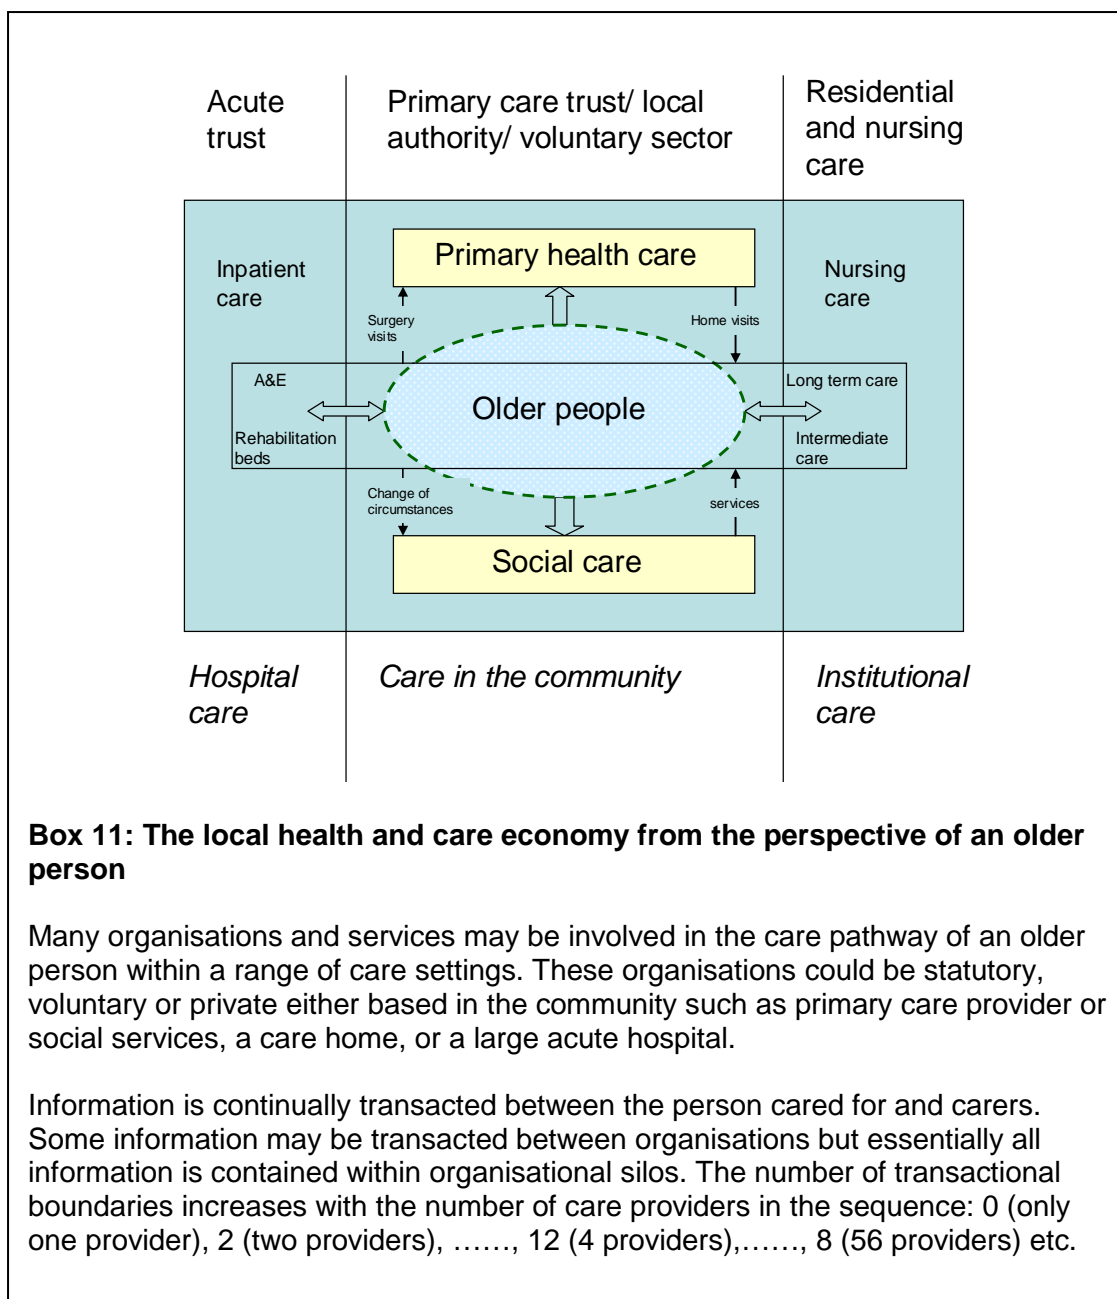 Acute
trust
Primary care trust/ local
authority/ voluntary sector
Residential
and nursing
care
Inpatient
care
Primary health care
Nursing
care
Surgery
visits
Home visits
A&E
Long term care
Older people
Rehabilitation
beds
Intermediate
care
Change of
circumstances
services
Social care
Hospital
care
Care in the community
Institutional
care
Box 11: The local health and care economy from the perspective of an older
person
Many organisations and services may be involved in the care pathway of an older
person within a range of care settings. These organisations could be statutory,
voluntary or private either based in the community such as primary care provider or
social services, a care home, or a large acute hospital.
Information is continually transacted between the person cared for and carers.
Some information may be transacted between organisations but essentially all
information is contained within organisational silos. The number of transactional
boundaries increases with the number of care providers in the sequence: 0 (only
one provider), 2 (two providers), ……, 12 (4 providers),……, 8 (56 providers) etc.